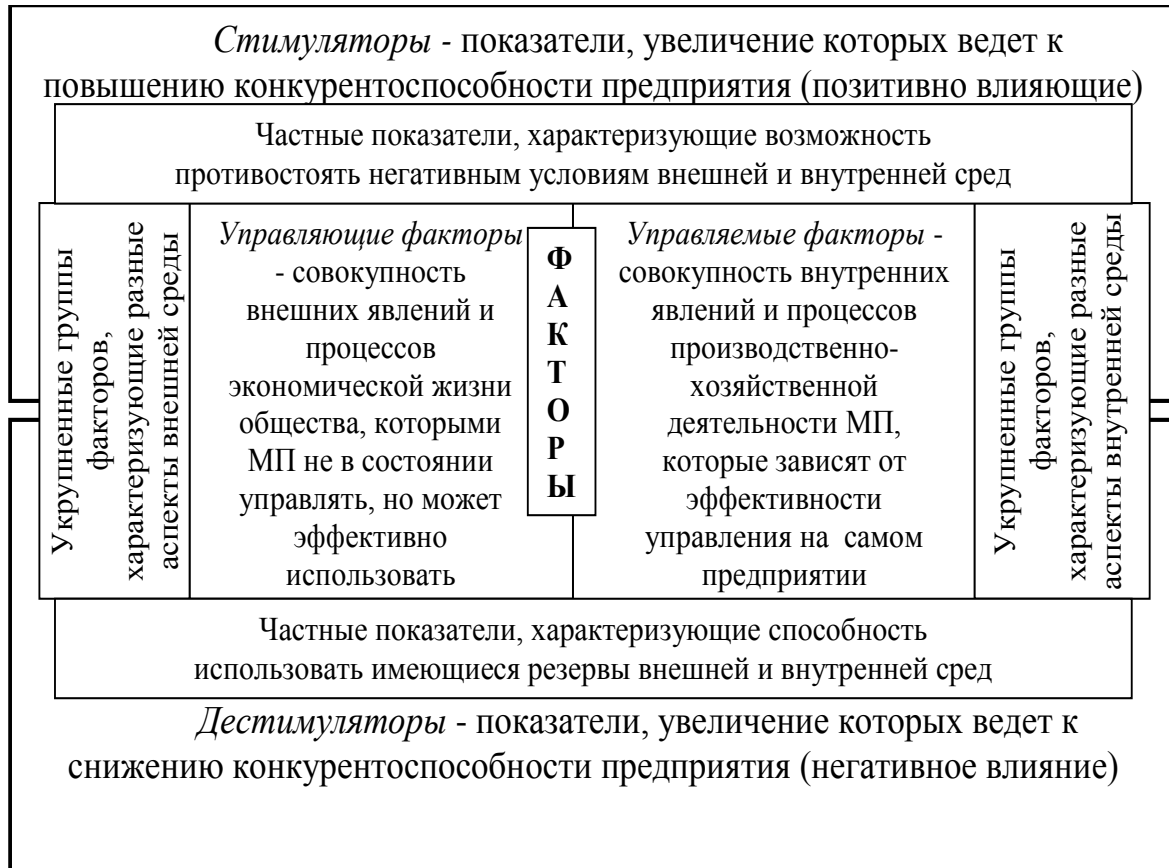 Стимуляторы - показатели, увеличение которых ведет к
повышению конкурентоспособности предприятия (позитивно влияющие)
Частные показатели, характеризующие возможность
противостоять негативным условиям внешней и внутренней сред
Укрупненные группы
факторов,
характеризующие разные
аспекты внешней среды
Управляющие факторы
- совокупность
внешних явлений и
процессов
экономической жизни
общества, которыми
МП не в состоянии
управлять, но может
эффективно
использовать
ФАКТОРЫ
Управляемые факторы -
совокупность внутренних
явлений и процессов
производственно-
хозяйственной
деятельности МП,
которые зависят от
эффективности
управления на самом
предприятии
Укрупненные группы
факторов,
характеризующие разные
аспекты внутренней среды
Частные показатели, характеризующие способность
использовать имеющиеся резервы внешней и внутренней сред
Дестимуляторы - показатели, увеличение которых ведет к
снижению конкурентоспособности предприятия (негативное влияние)